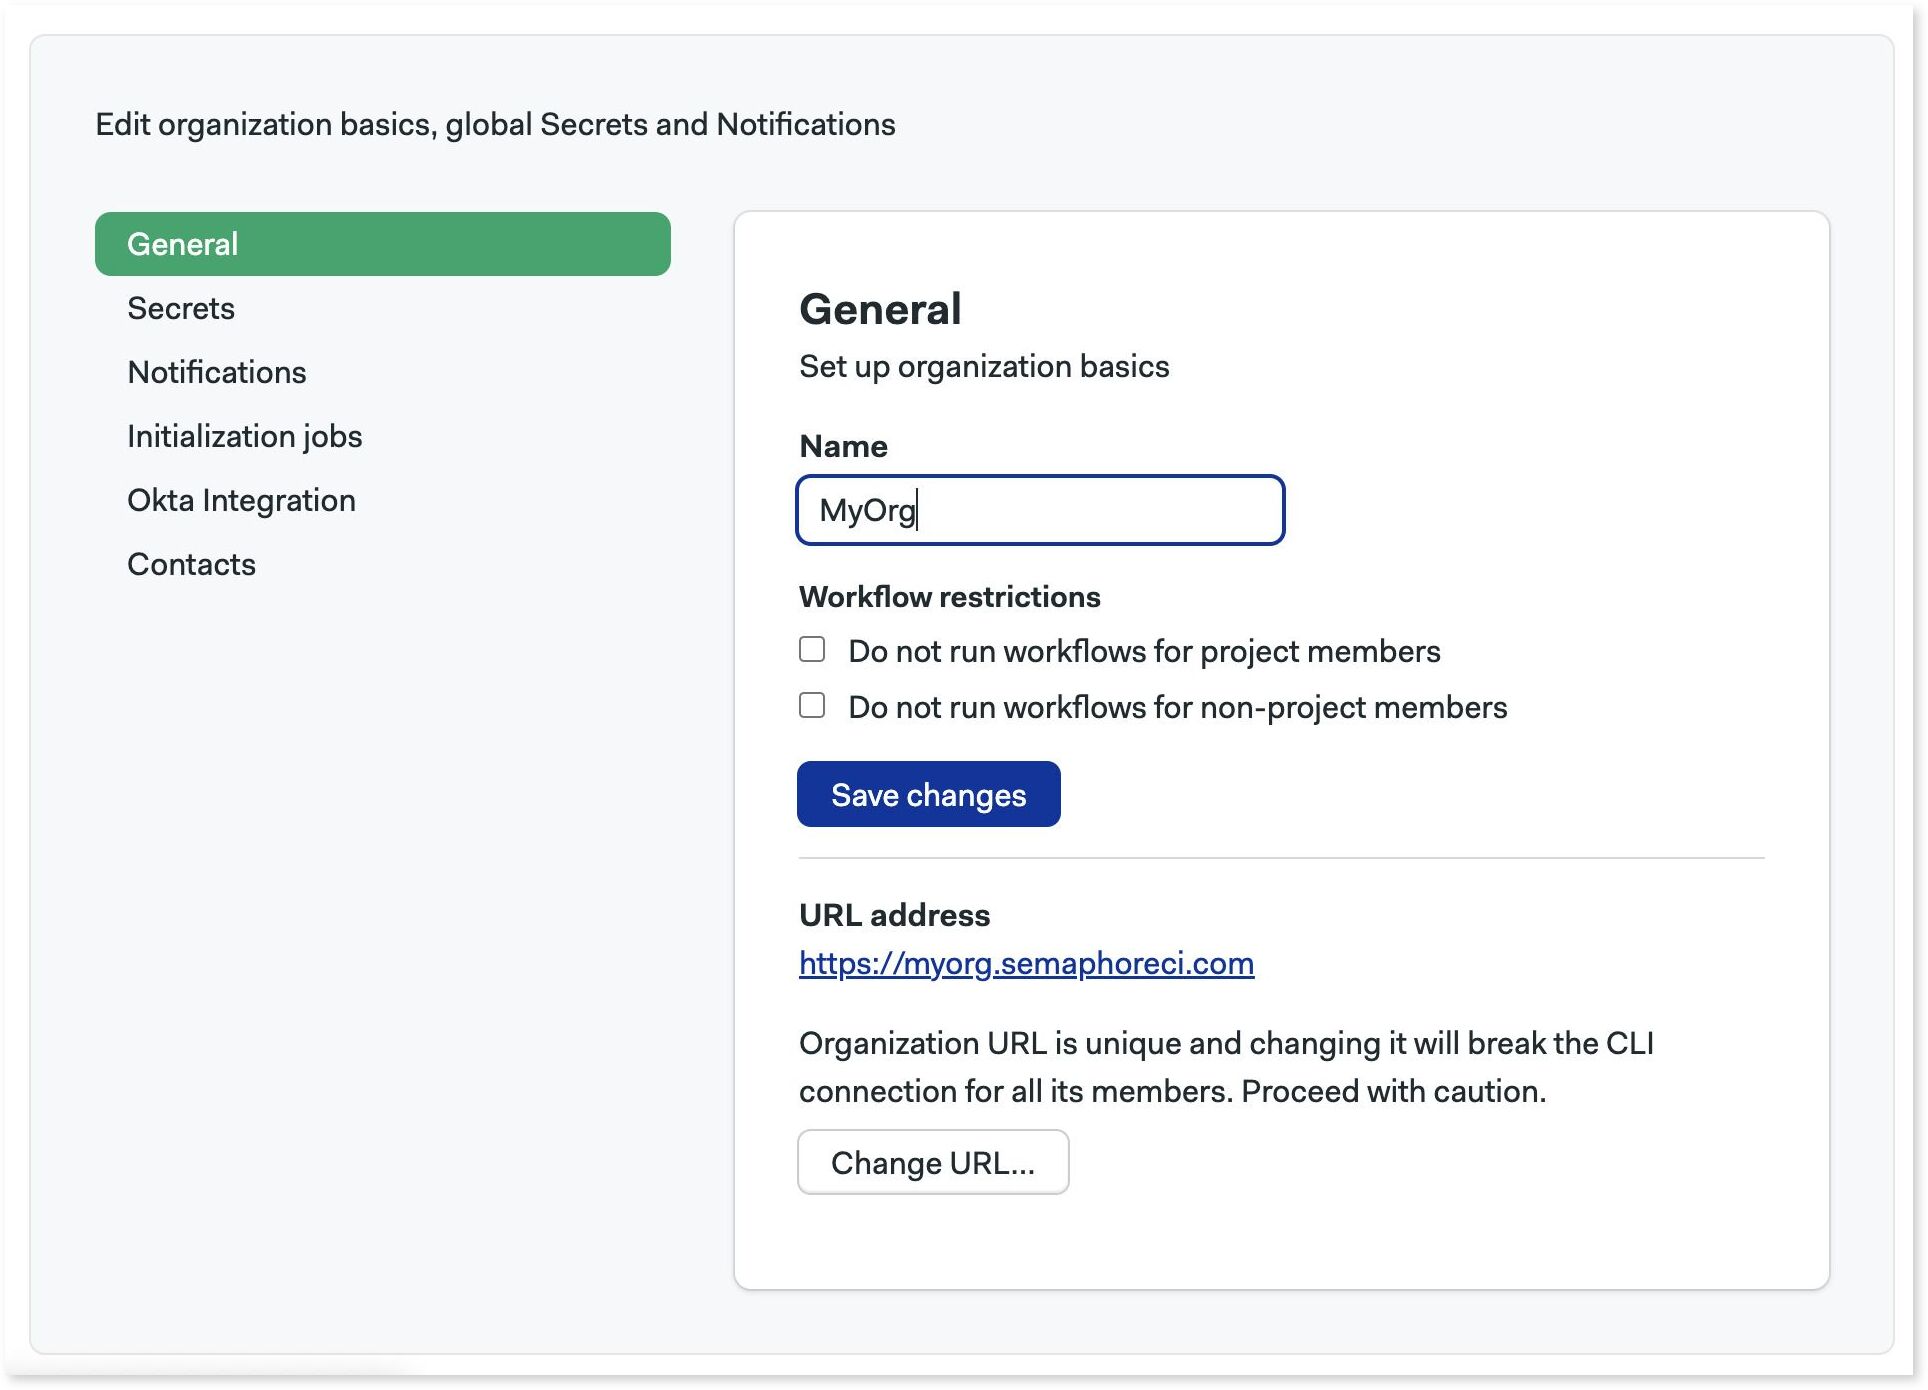 Edit organization basics, global Secrets and Notifications
General
Secrets
Notifications
Initialization jobs
Okta Integration
Contacts
General
Set up organization basics
Name
MyOrg
Workflow restrictions
Do not run workflows for project members
Do not run workflows for non-project members
Save changes
URL address
https://myorg.semaphoreci.com
Organization URL is unique and changing it will break the CLI
connection for all its members. Proceed with caution.
Change URL...